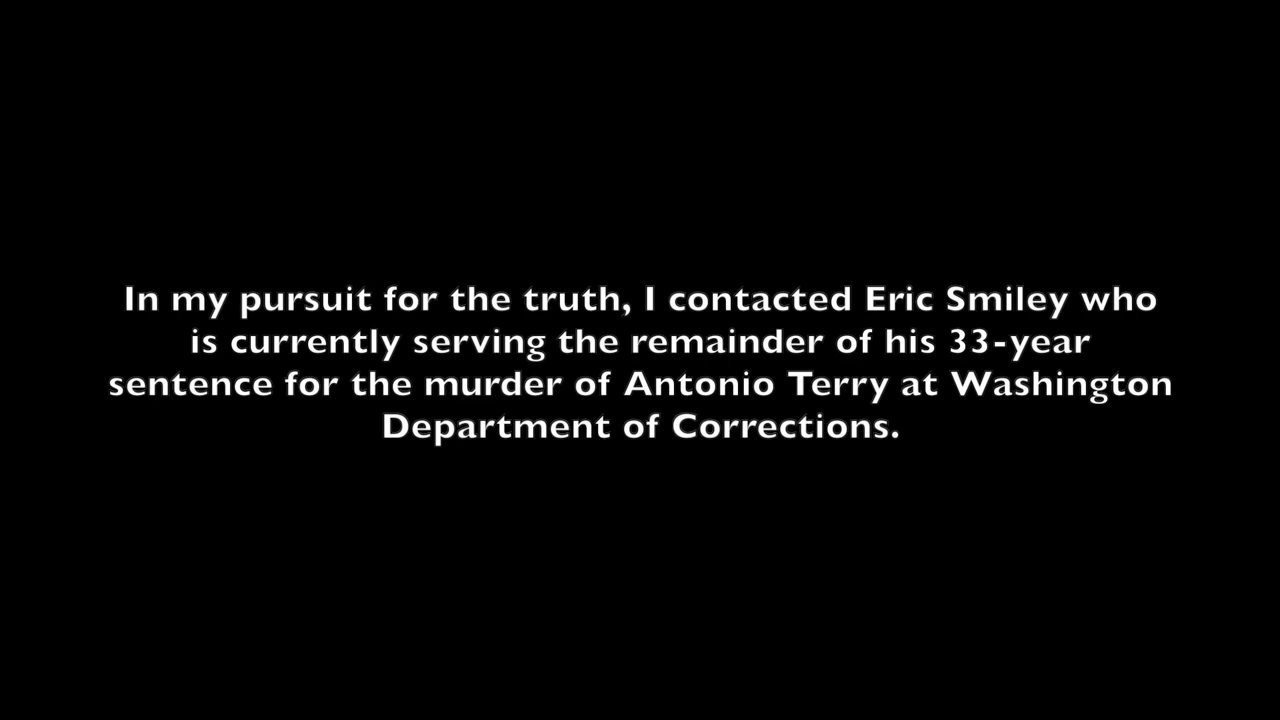 In my pursuit for the truth, I contacted Eric Smiley who
is currently serving the remainder of his 33-year
sentence for the murder of Antonio Terry at Washington
Department of Corrections.